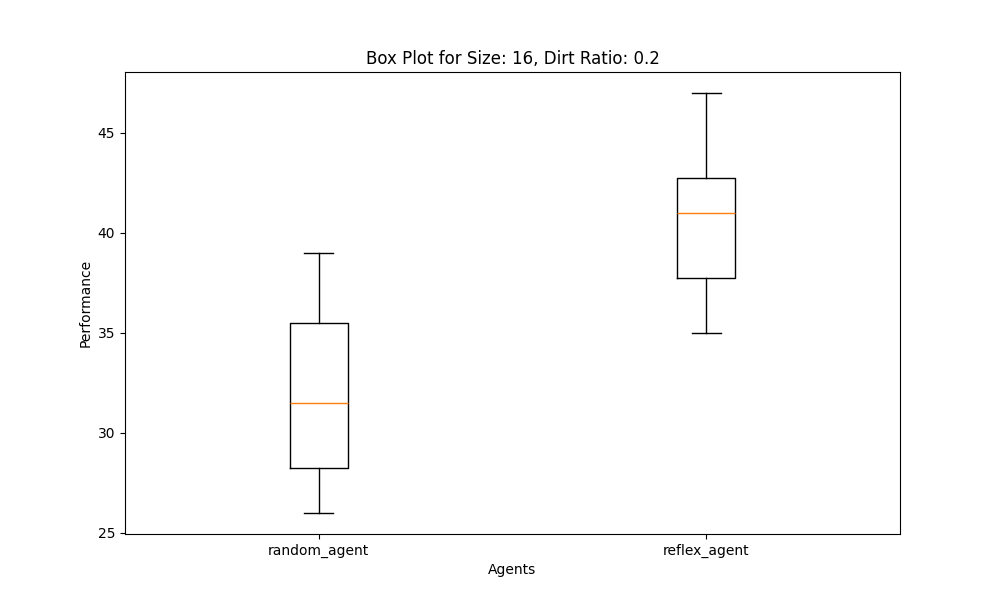 Box Plot for Size: 16, Dirt Ratio: 0.2
Performance
45
40
35
30
25
random_agent
reflex_agent
Agents